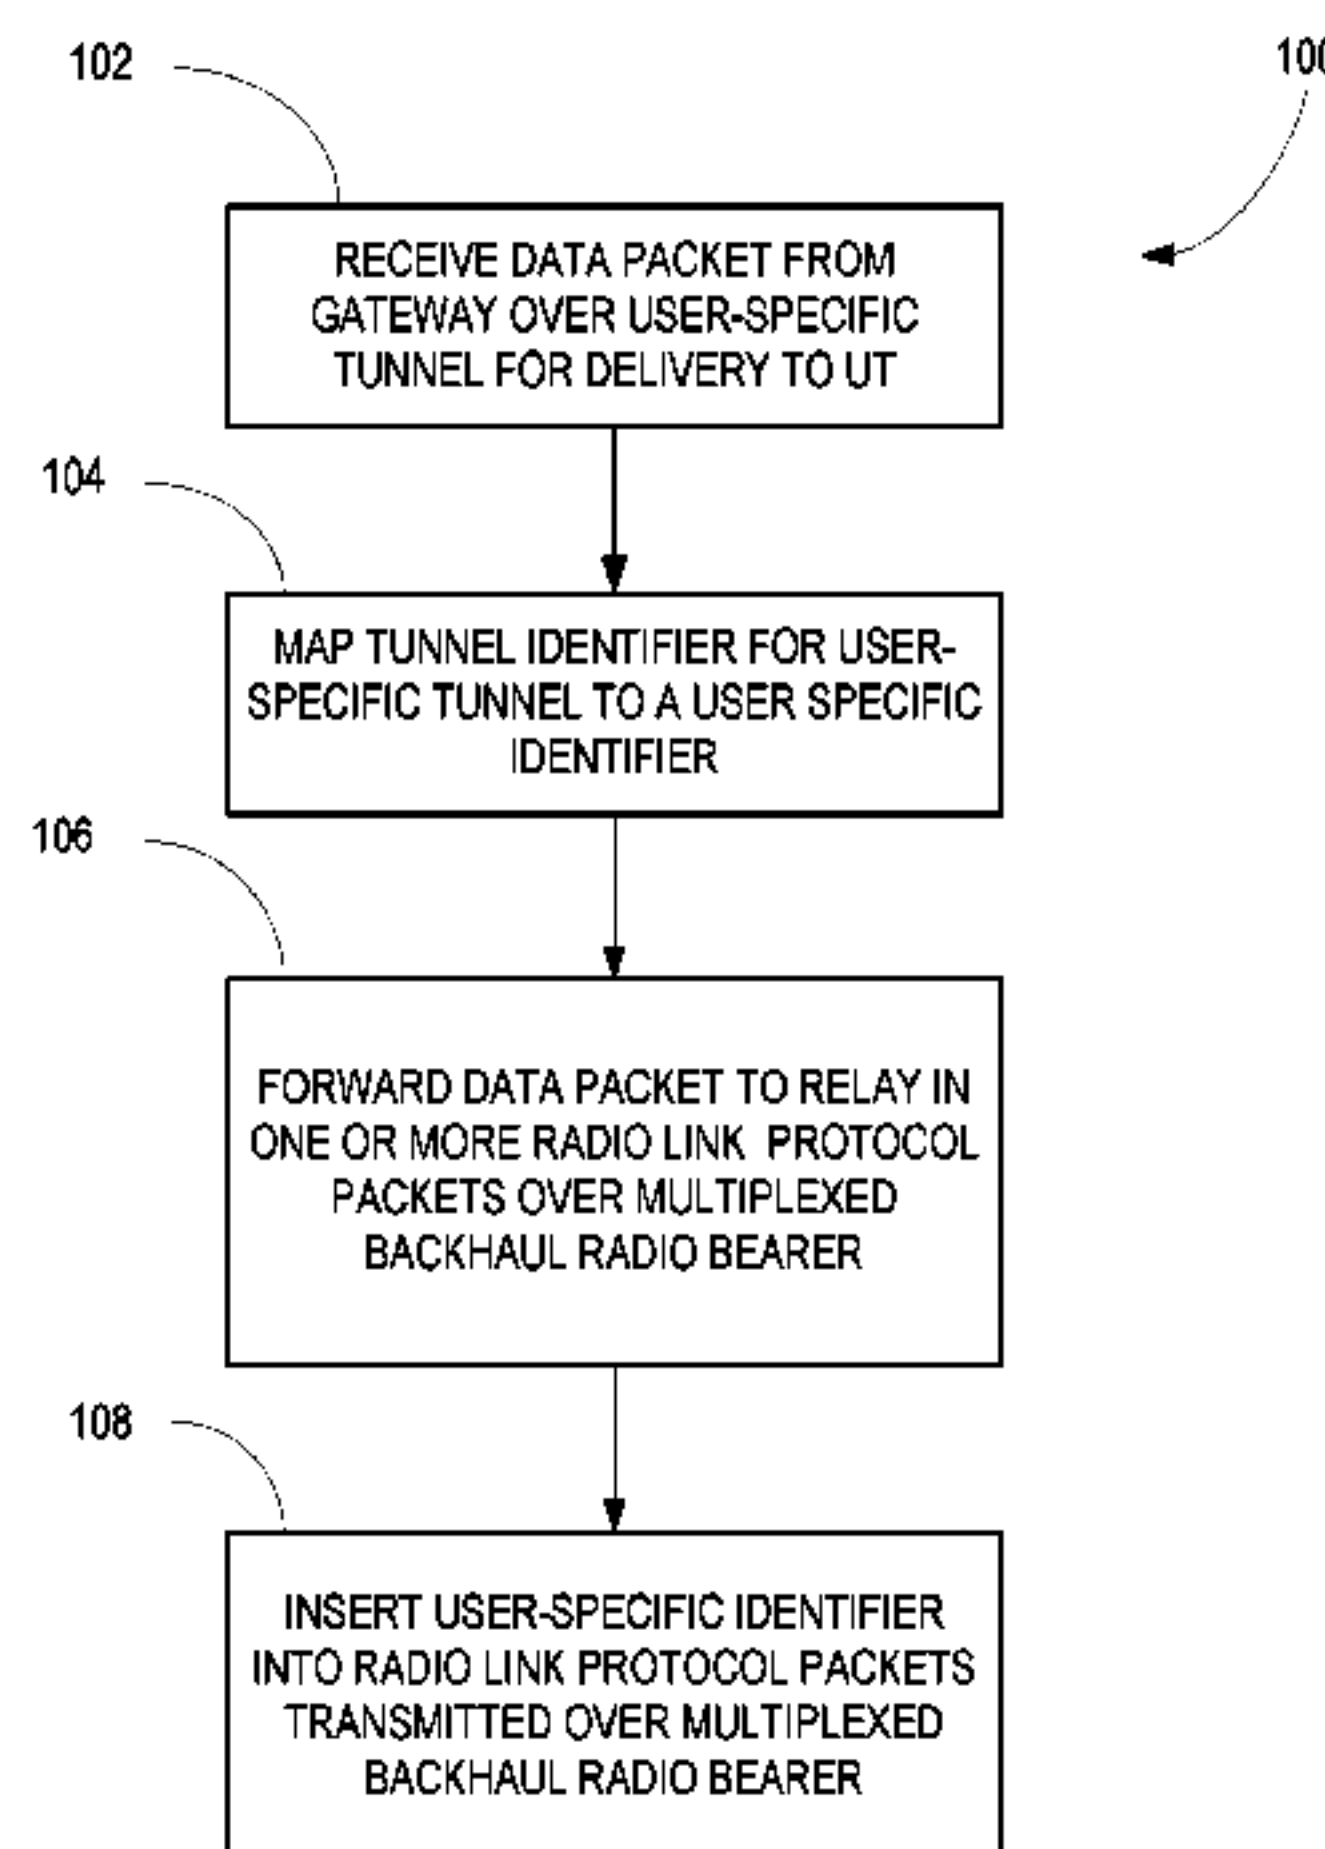 102
100
RECEIVE DATA PACKET FROM
GATEWAY OVER USER-SPECIFIC
TUNNEL FOR DELIVERY TO UT
104
MAP TUNNEL IDENTIFIER FOR USER-
SPECIFIC TUNNEL TO A USER SPECIFIC
IDENTIFIER
106
FORWARD DATA PACKET TO RELAY IN
ONE OR MORE RADIO LINK PROTOCOL
PACKETS OVER MULTIPLEXED
BACKHAUL RADIO BEARER
108
INSERT USER-SPECIFIC IDENTIFIER
INTO RADIO LINK PROTOCOL PACKETS
TRANSMITTED OVER MULTIPLEXED
BACKHAUL RADIO BEARER